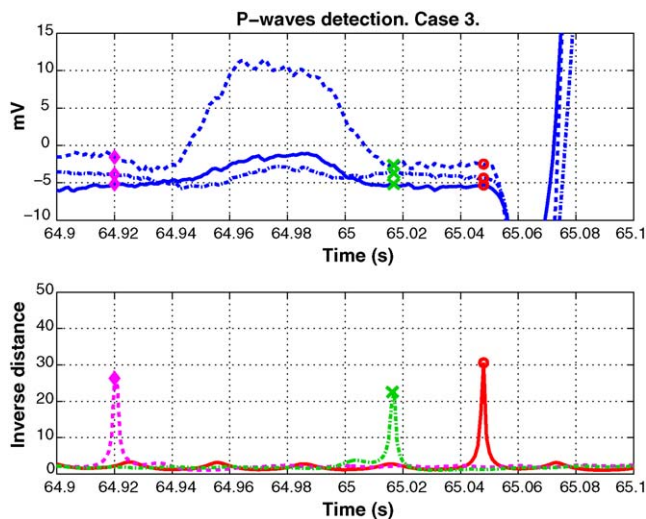 P-waves detection. Case 3.
15
10
5
0
−5
−10
mV
64.9 64.92 64.94 64.96 64.98 65 65.02 65.04 65.06 65.08 65.1
Time (s)
50
40
30
20
10
0
Inverse distance
64.9 64.92 64.94 64.96 64.98 65 65.02 65.04 65.06 65.08 65.1
Time (s)